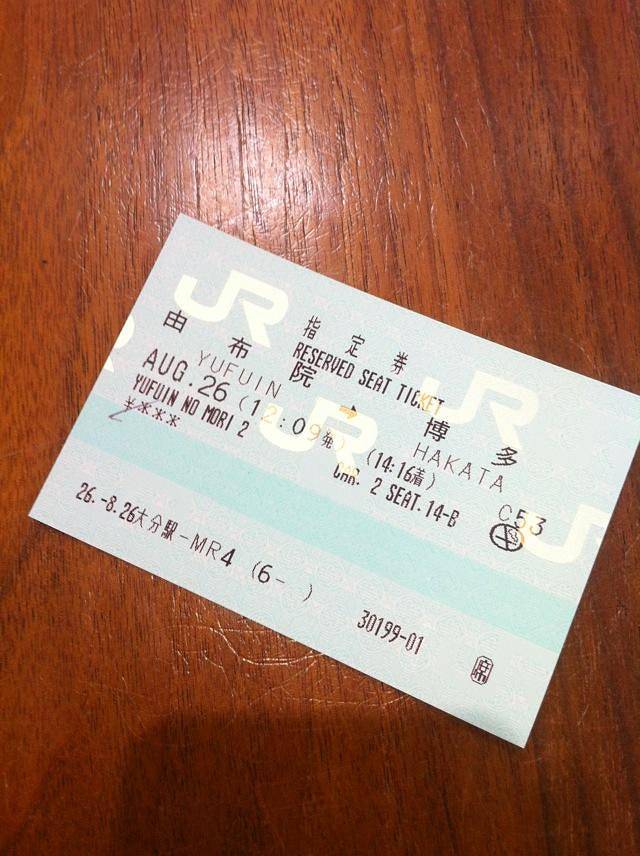 指定券
RESERVED SEAT TICKET
由布院 ➡ 博多
YUFUIN HAKATA
AUG.26 (12:09発) (14:16着) C53
YUFUIN NO MORI 2 CAR. 2 SEAT.14-B
****
26.-8.26大分駅-MR4 (6- )
30199-01
JR
JR
JR